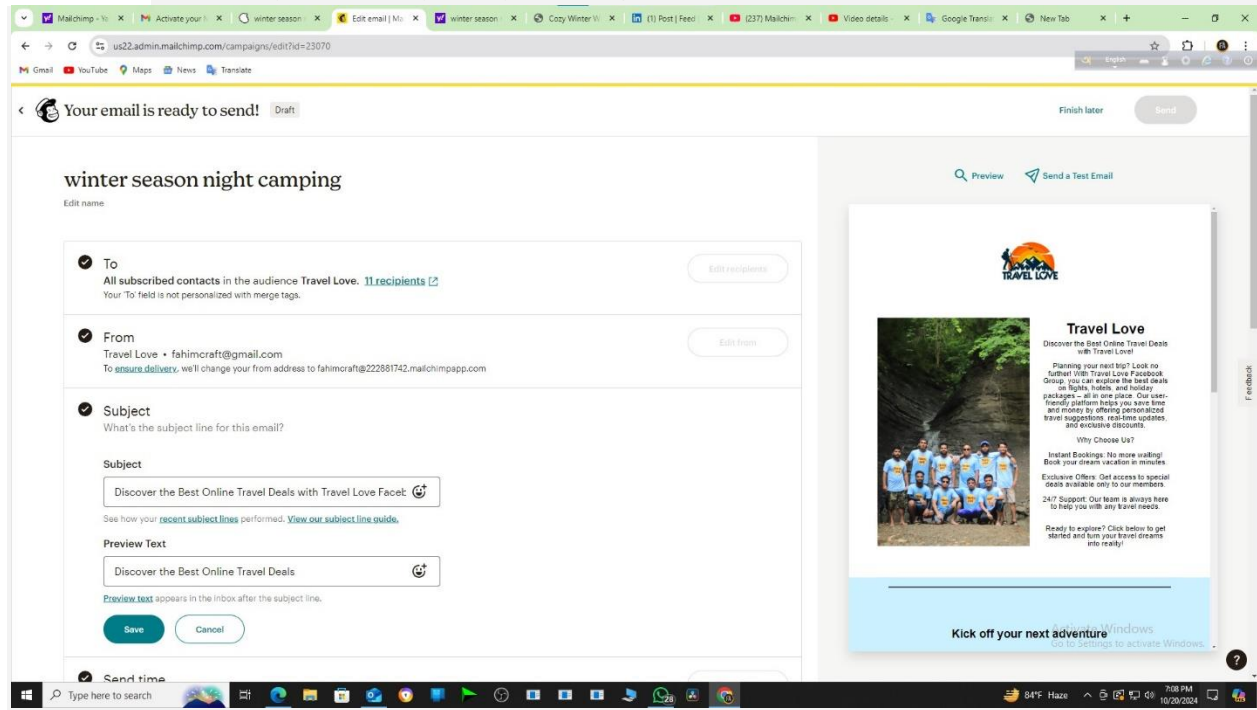 Mailchimp - Yo
Activate your
winter season
Edit email | Ma
winter season
Cozy Winter W
(1) Post | Feed
(237) Mailchim
Video details
Google Transla
New Tab
us22.admin.mailchimp.com/campaigns/edit?id=23070
Gmail
YouTube
Maps
News
Translate
English
Your email is ready to send!
Draft
Finish later
Send
winter season night camping
Edit name
To
All subscribed contacts in the audience Travel Love. 11 recipients
Your 'To' field is not personalized with merge tags.
Edit recipients
From
Travel Love • fahimcraft@gmail.com
To ensure delivery, we'll change your from address to fahimcraft@222881742.mailchimpapp.com
Edit from
Subject
What's the subject line for this email?
Subject
Discover the Best Online Travel Deals with Travel Love Faceb
See how your recent subject lines performed. View our subject line guide.
Preview Text
Discover the Best Online Travel Deals
Preview text appears in the inbox after the subject line.
Save
Cancel
Send time
Preview
Send a Test Email
TRAVEL LOVE
Travel Love
Discover the Best Online Travel Deals
with Travel Love!
Planning your next trip? Look no
further! With Travel Love Facebook
Group, you can explore the best deals
on flights, hotels, and holiday
packages – all in one place. Our user-
friendly platform helps you save time
and money by offering personalized
travel suggestions, real-time updates,
and exclusive discounts.
Why Choose Us?
Instant Bookings: No more waiting!
Book your dream vacation in minutes.
Exclusive Offers: Get access to special
deals available only to our members.
24/7 Support: Our team is always here
to help you with any travel needs.
Ready to explore? Click below to get
started and turn your travel dreams
into reality!
Kick off your next adventure
Activate Windows
Go to Settings to activate Windows.
Feedback
Type here to search
84°F Haze
7:08 PM
10/20/2024